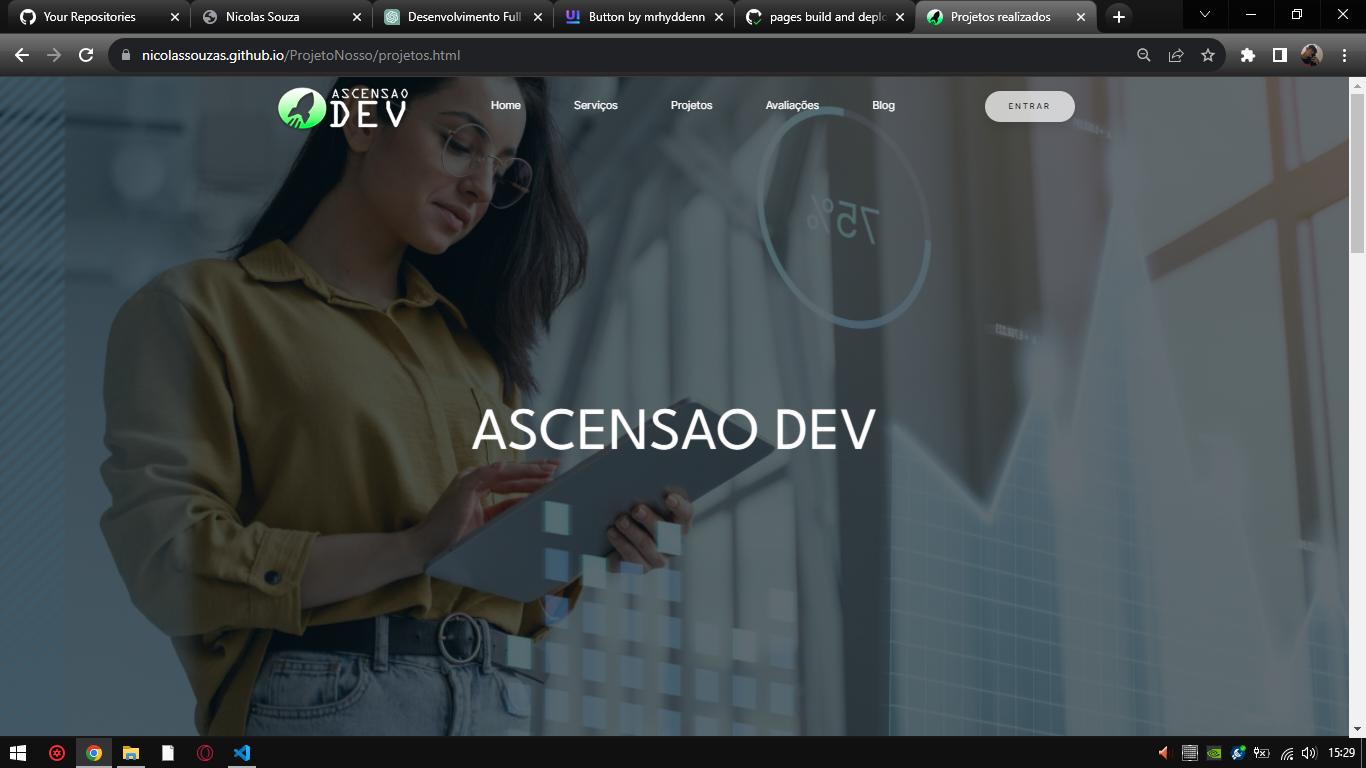 Your Repositories
Nicolas Souza
Desenvolvimento Full
Button by mrhyddenn
pages build and deplo
Projetos realizados
nicolassouzas.github.io/ProjetoNosso/projetos.html
ASCENSAO
DEV
Home
Serviços
Projetos
Avaliações
Blog
ENTRAR
75%
ASCENSAO DEV
15:29